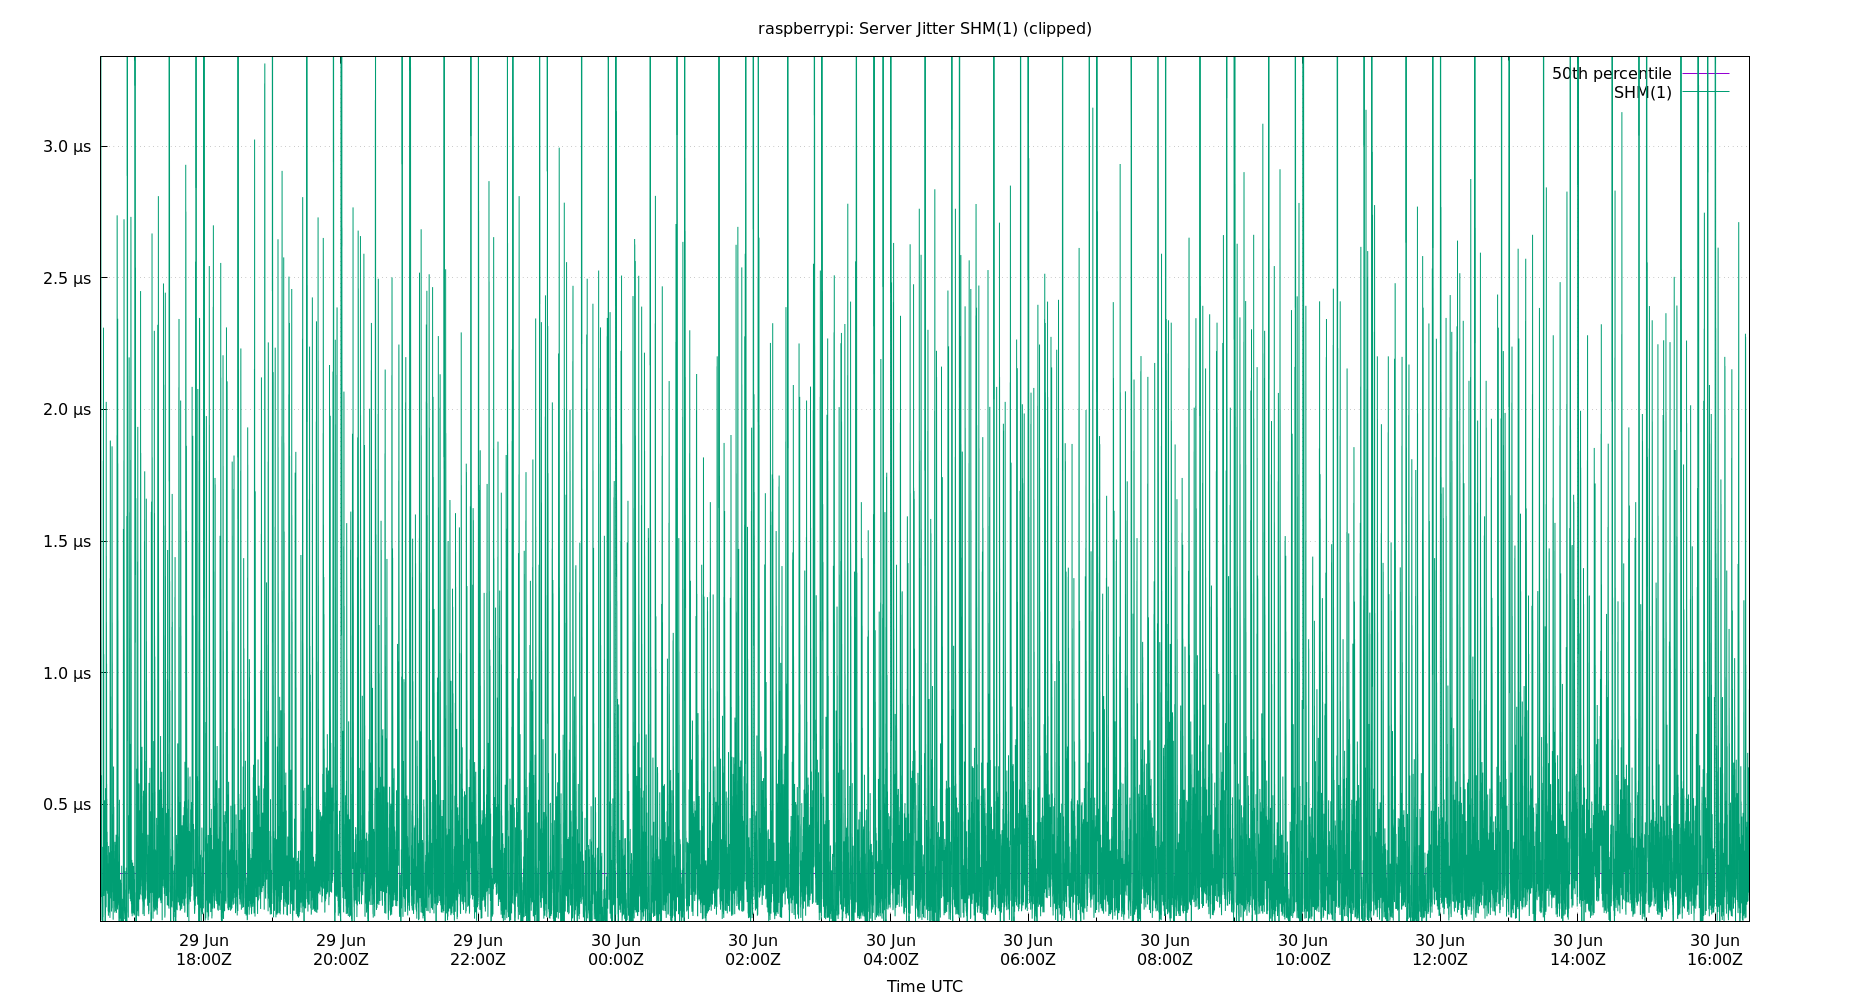 raspberrypi: Server Jitter SHM(1) (clipped)
50th percentile
SHM(1)
3.0 µs
2.5 µs
2.0 µs
1.5 µs
1.0 µs
0.5 µs
29 Jun 29 Jun 29 Jun 30 Jun 30 Jun 30 Jun 30 Jun 30 Jun 30 Jun 30 Jun 30 Jun 30 Jun
18:00Z 20:00Z 22:00Z 00:00Z 02:00Z 04:00Z 06:00Z 08:00Z 10:00Z 12:00Z 14:00Z 16:00Z
Time UTC